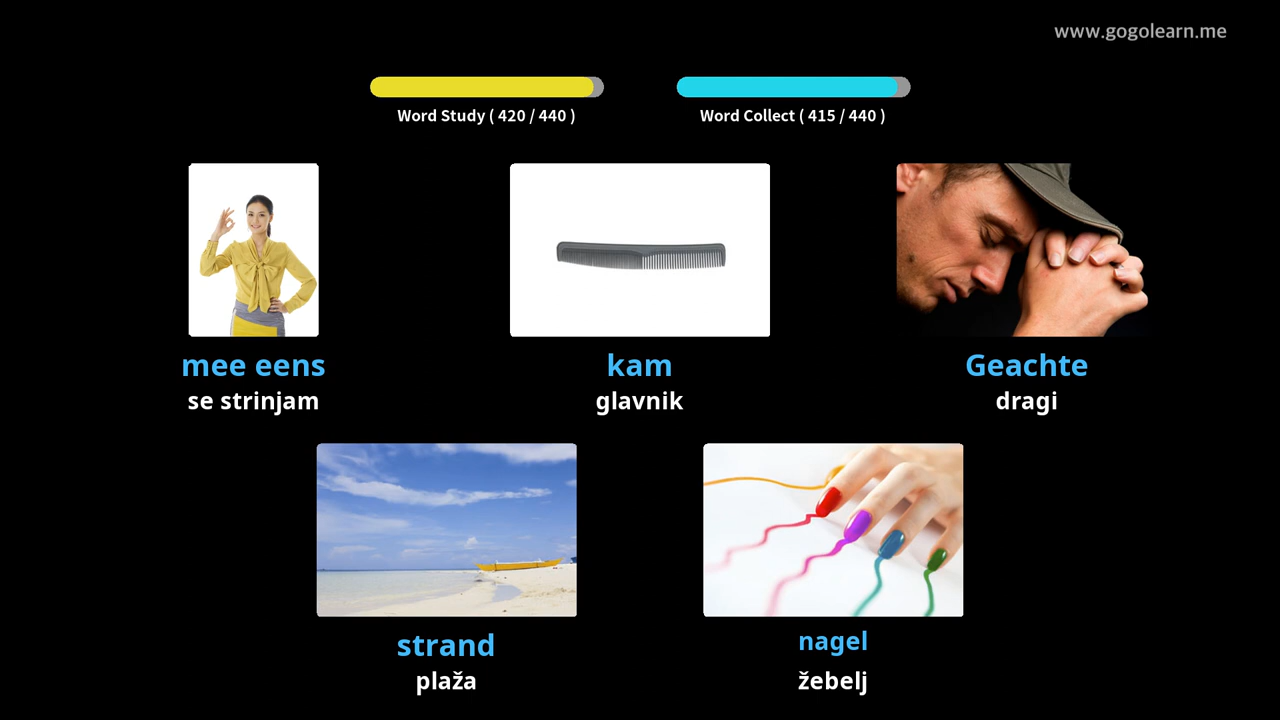 www.gogolearn.me
Word Study ( 420 / 440 )
Word Collect ( 415 / 440 )
mee eens
se strinjam
kam
glavnik
Geachte
dragi
strand
plaža
nagel
žebelj